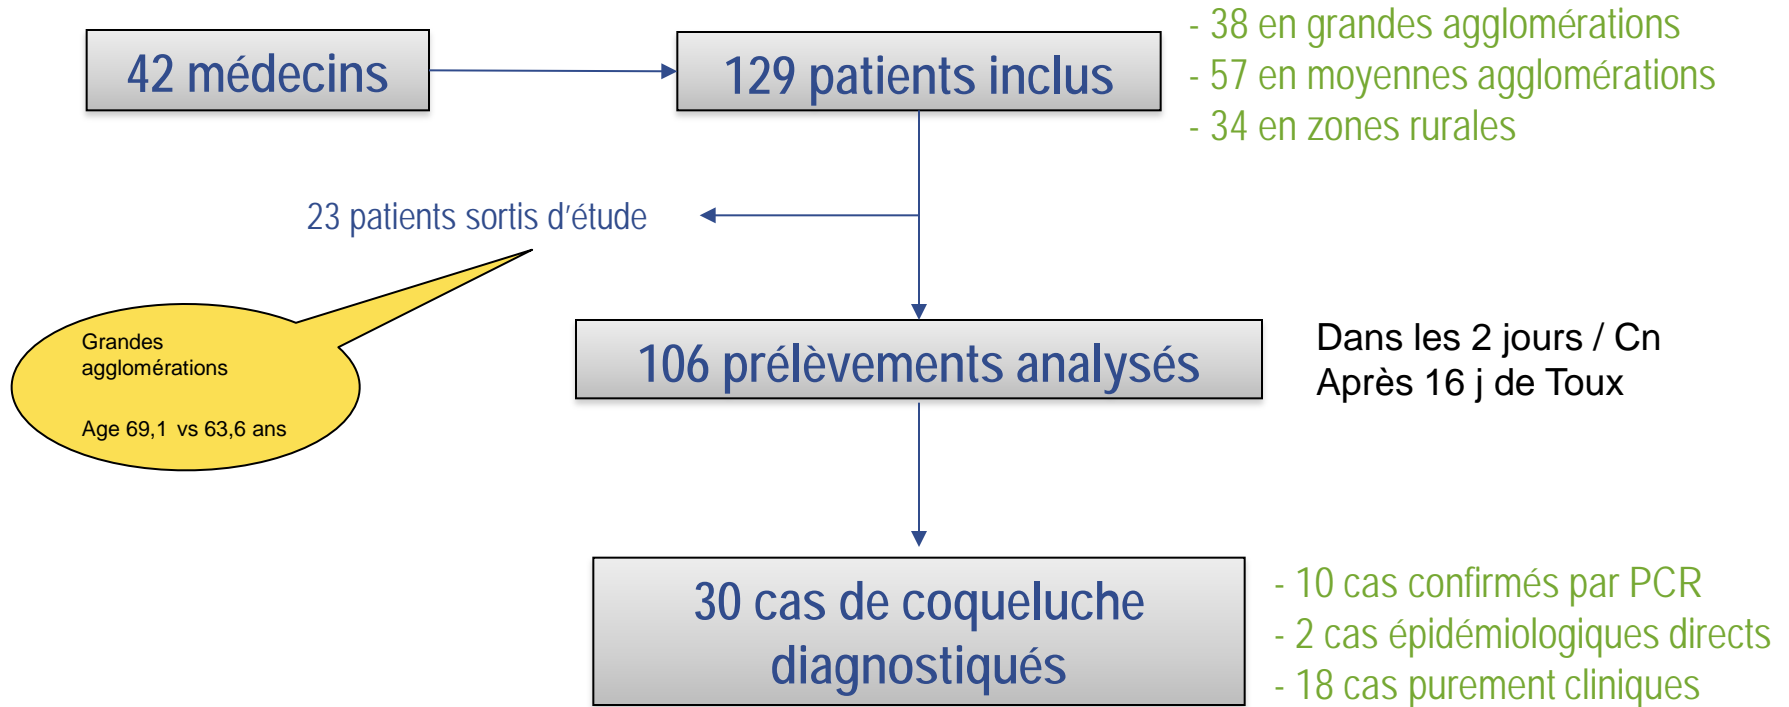 42 médecins
129 patients inclus
- 38 en grandes agglomérations
- 57 en moyennes agglomérations
- 34 en zones rurales
23 patients sortis d'étude
Grandes
agglomérations
Age 69,1 vs 63,6 ans
106 prélèvements analysés
Dans les 2 jours / Cn
Après 16 j de Toux
30 cas de coqueluche
diagnostiqués
- 10 cas confirmés par PCR
- 2 cas épidémiologiques directs
- 18 cas purement cliniques